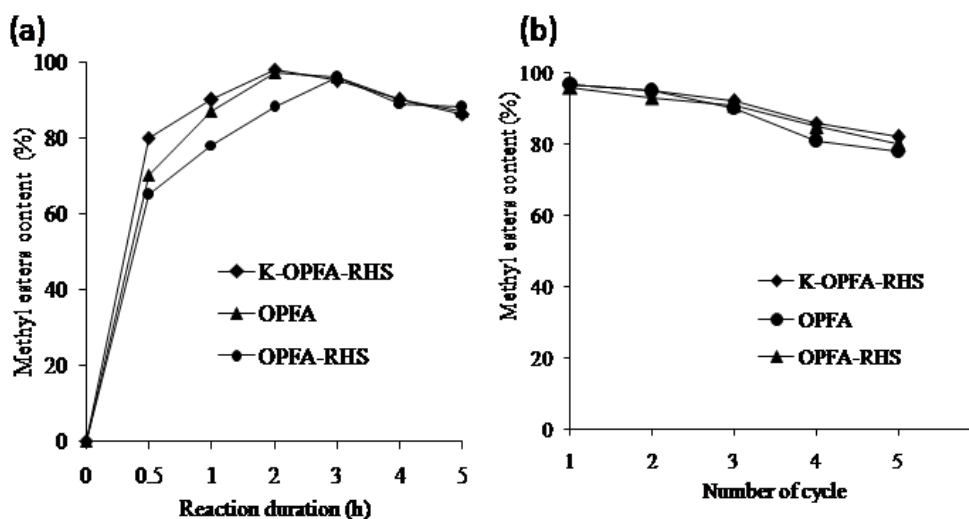 (a)
100
80
60
40
20
0
Methyl esters content (%)
K-OPFA-RHS
OPFA
OPFA-RHS
0 0.5 1 2 3 4 5
Reaction duration (h)
(b)
100
80
60
40
20
0
Methyl esters content (%)
K-OPFA-RHS
OPFA
OPFA-RHS
1 2 3 4 5
Number of cycle